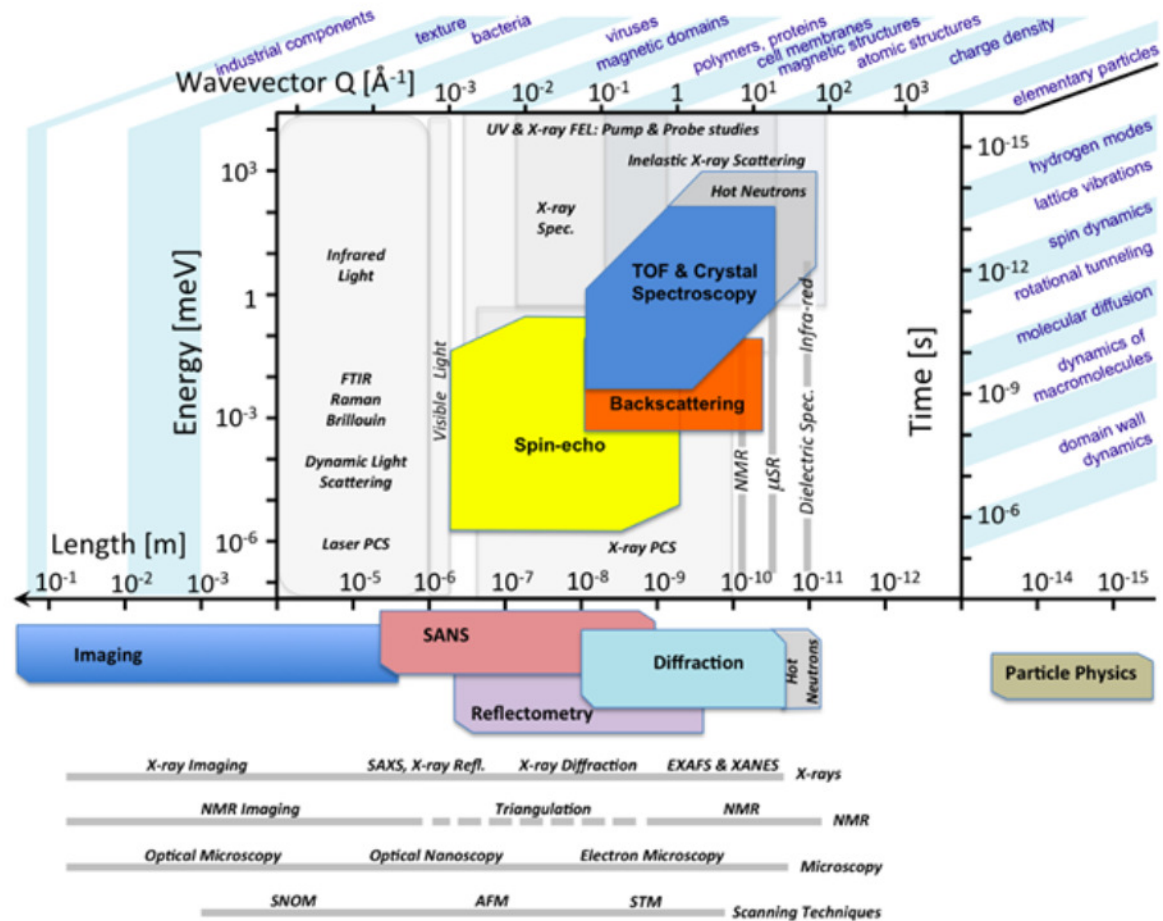 industrial components
texture
bacteria
viruses
magnetic domains
polymers, proteins
cell membranes
magnetic structures
atomic structures
charge density
elementary particles
Wavevector Q [Å⁻¹]
10⁻³ 10⁻² 10⁻¹ 1 10¹ 10² 10³
UV & X-ray FEL: Pump & Probe studies
Inelastic X-ray Scattering
Hot Neutrons
X-ray
Spec.
Infrared
Light
TOF & Crystal
Spectroscopy
Energy [meV]
10³
1
10⁻³
10⁻⁶
FTIR
Raman
Brillouin
Visible Light
Backscattering
Spin-echo
Dynamic Light
Scattering
Laser PCS
X-ray PCS
NMR
µSR
Dielectric Spec.
Infra-red
Time [s]
10⁻¹⁵
10⁻¹²
10⁻⁹
10⁻⁶
hydrogen modes
lattice vibrations
spin dynamics
rotational tunneling
molecular diffusion
dynamics of
macromolecules
domain wall
dynamics
Length [m]
10⁻¹ 10⁻² 10⁻³ 10⁻⁵ 10⁻⁶ 10⁻⁷ 10⁻⁸ 10⁻⁹ 10⁻¹⁰ 10⁻¹¹ 10⁻¹² 10⁻¹⁴ 10⁻¹⁵
Imaging
SANS
Diffraction
Hot
Neutrons
Particle Physics
Reflectometry
X-ray Imaging SAXS, X-ray Refl. X-ray Diffraction EXAFS & XANES X-rays
NMR Imaging Triangulation NMR NMR
Optical Microscopy Optical Nanoscopy Electron Microscopy Microscopy
SNOM AFM STM Scanning Techniques